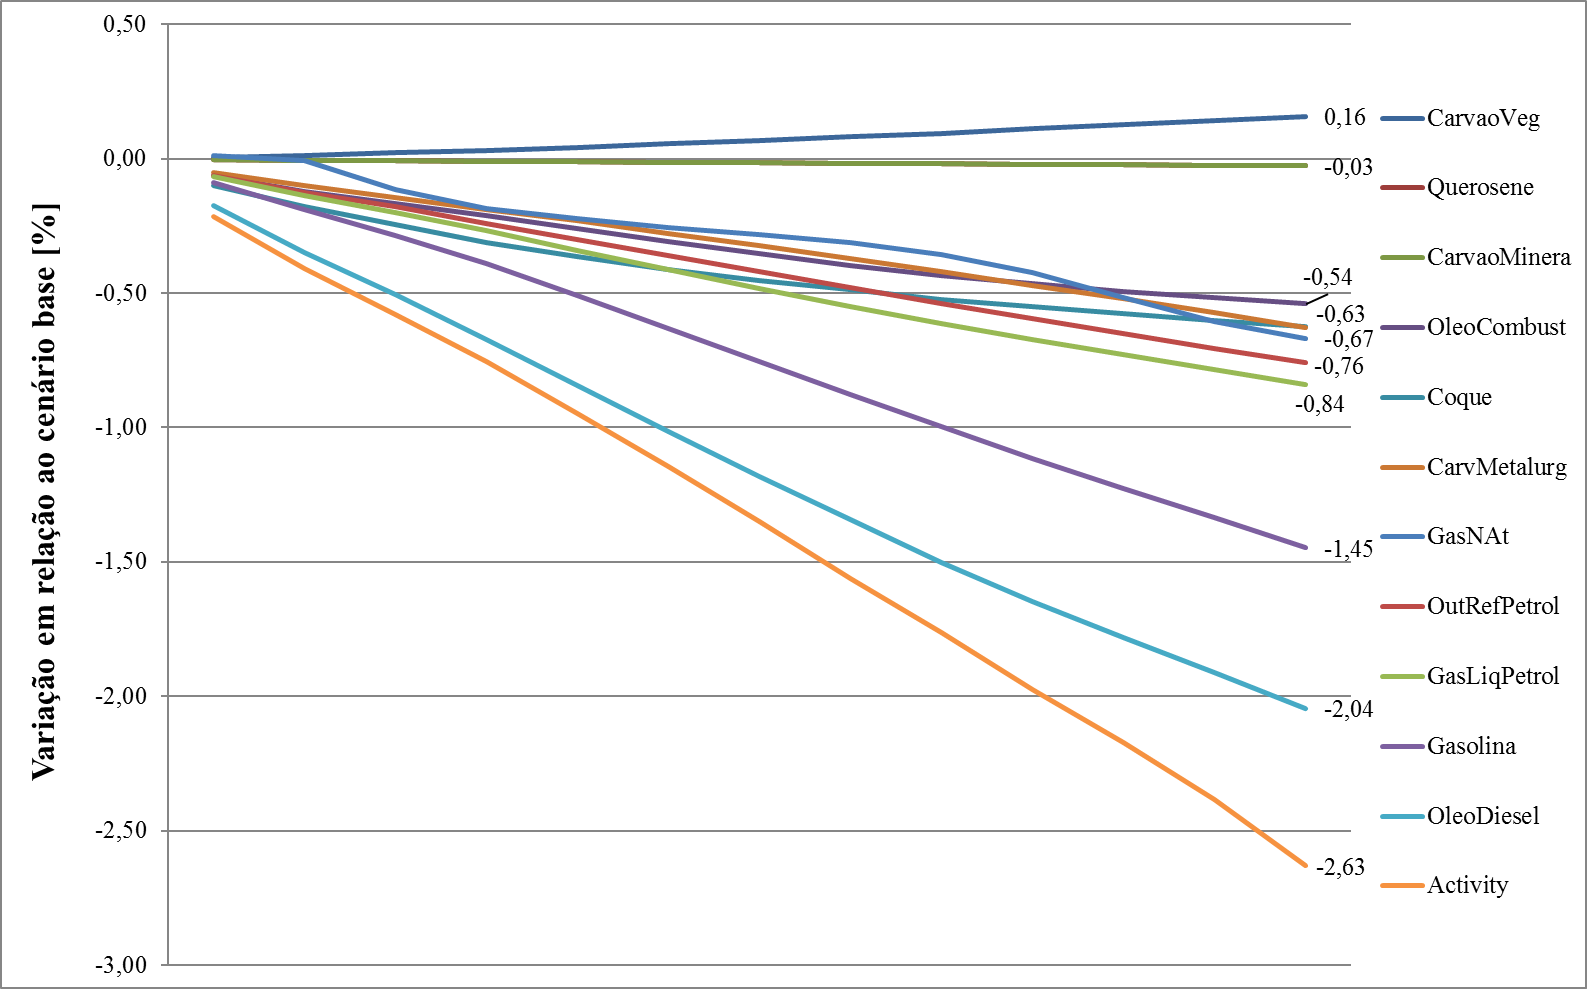 Variação em relação ao cenário base [%]
0,50
0,00
-0,50
-1,00
-1,50
-2,00
-2,50
-3,00
0,16
-0,03
-0,54
-0,63
-0,67
-0,76
-0,84
-1,45
-2,04
-2,63
CarvaoVeg
Querosene
CarvaoMinera
OleoCombust
Coque
CarvMetalurg
GasNAt
OutRefPetrol
GasLiqPetrol
Gasolina
OleoDiesel
Activity